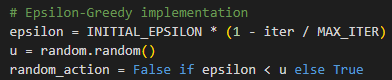 # Epsilon-Greedy implementation
epsilon = INITIAL_EPSILON * (1 - iter / MAX_ITER)
u = random.random()
random_action = False if epsilon < u else True